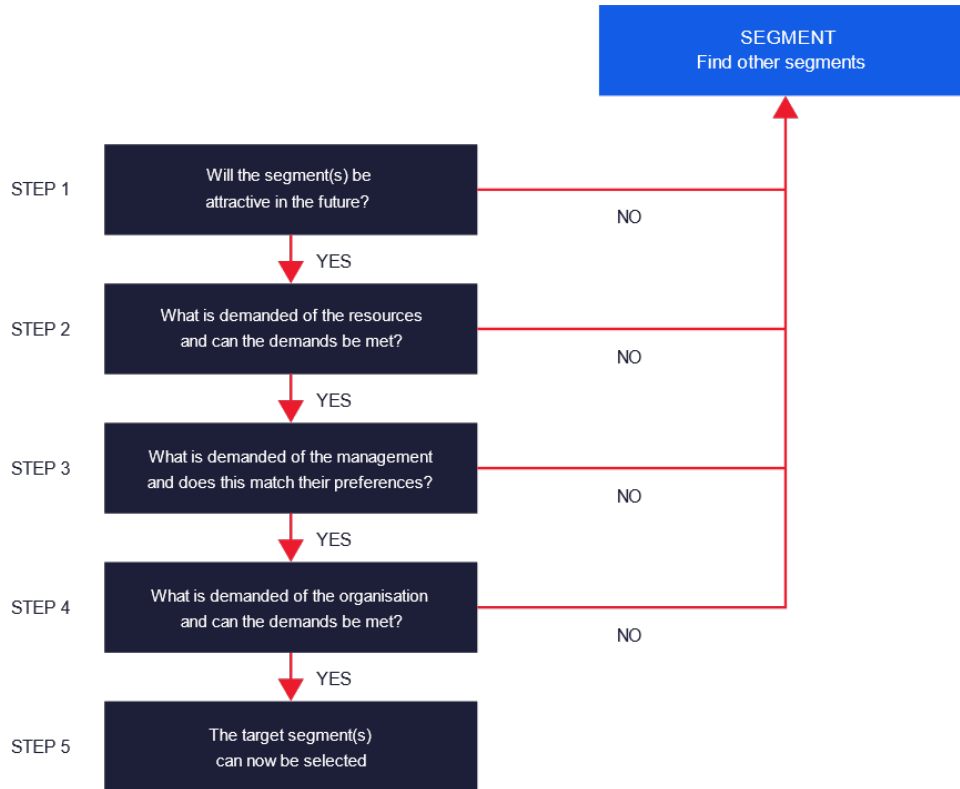 SEGMENT
Find other segments
STEP 1
Will the segment(s) be
attractive in the future?
NO
YES
STEP 2
What is demanded of the resources
and can the demands be met?
NO
YES
STEP 3
What is demanded of the management
and does this match their preferences?
NO
YES
STEP 4
What is demanded of the organisation
and can the demands be met?
NO
YES
STEP 5
The target segment(s)
can now be selected